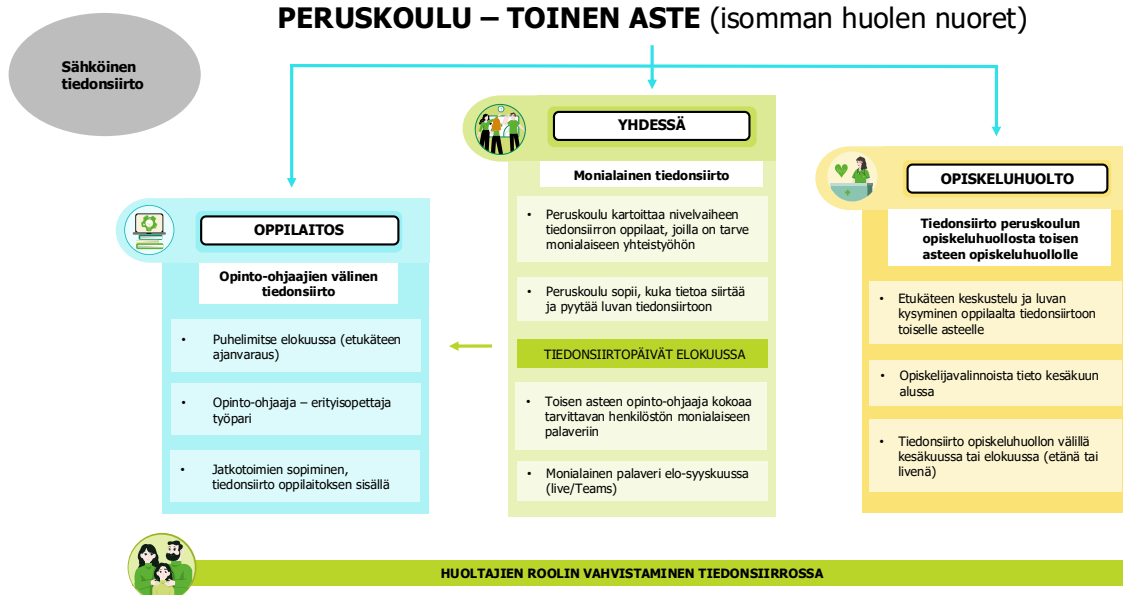 PERUSKOULU – TOINEN ASTE (isomman huolen nuoret)
Sähköinen
tiedonsiirto
OPPILAITOS
Opinto-ohjaajien välinen
tiedonsiirto
• Puhelimitse elokuussa (etukäteen
ajanvaraus)
• Opinto-ohjaaja – erityisopettaja
työpari
• Jatkotoimien sopiminen,
tiedonsiirto oppilaitoksen sisällä
YHDESSÄ
Monialainen tiedonsiirto
• Peruskoulu kartoittaa nivelvaiheen
tiedonsiirron oppilaat, joilla on tarve
monialaiseen yhteistyöhön
• Peruskoulu sopii, kuka tietoa siirtää
ja pyytää luvan tiedonsiirtoon
TIEDONSIIRTOPÄIVÄT ELOKUUSSA
• Toisen asteen opinto-ohjaaja kokoaa
tarvittavan henkilöstön monialaiseen
palaveriin
• Monialainen palaveri elo-syyskuussa
(live/Teams)
OPISKELUHUOLTO
Tiedonsiirto peruskoulun
opiskeluhuollosta toisen
asteen opiskeluhuollolle
• Etukäteen keskustelu ja luvan
kysyminen oppilaalta tiedonsiirtoon
toiselle asteelle
• Opiskelijavalinnoista tieto kesäkuun
alussa
• Tiedonsiirto opiskeluhuollon välillä
kesäkuussa tai elokuussa (etänä tai
livenä)
HUOLTAJIEN ROOLIN VAHVISTAMINEN TIEDONSIIRROSSA